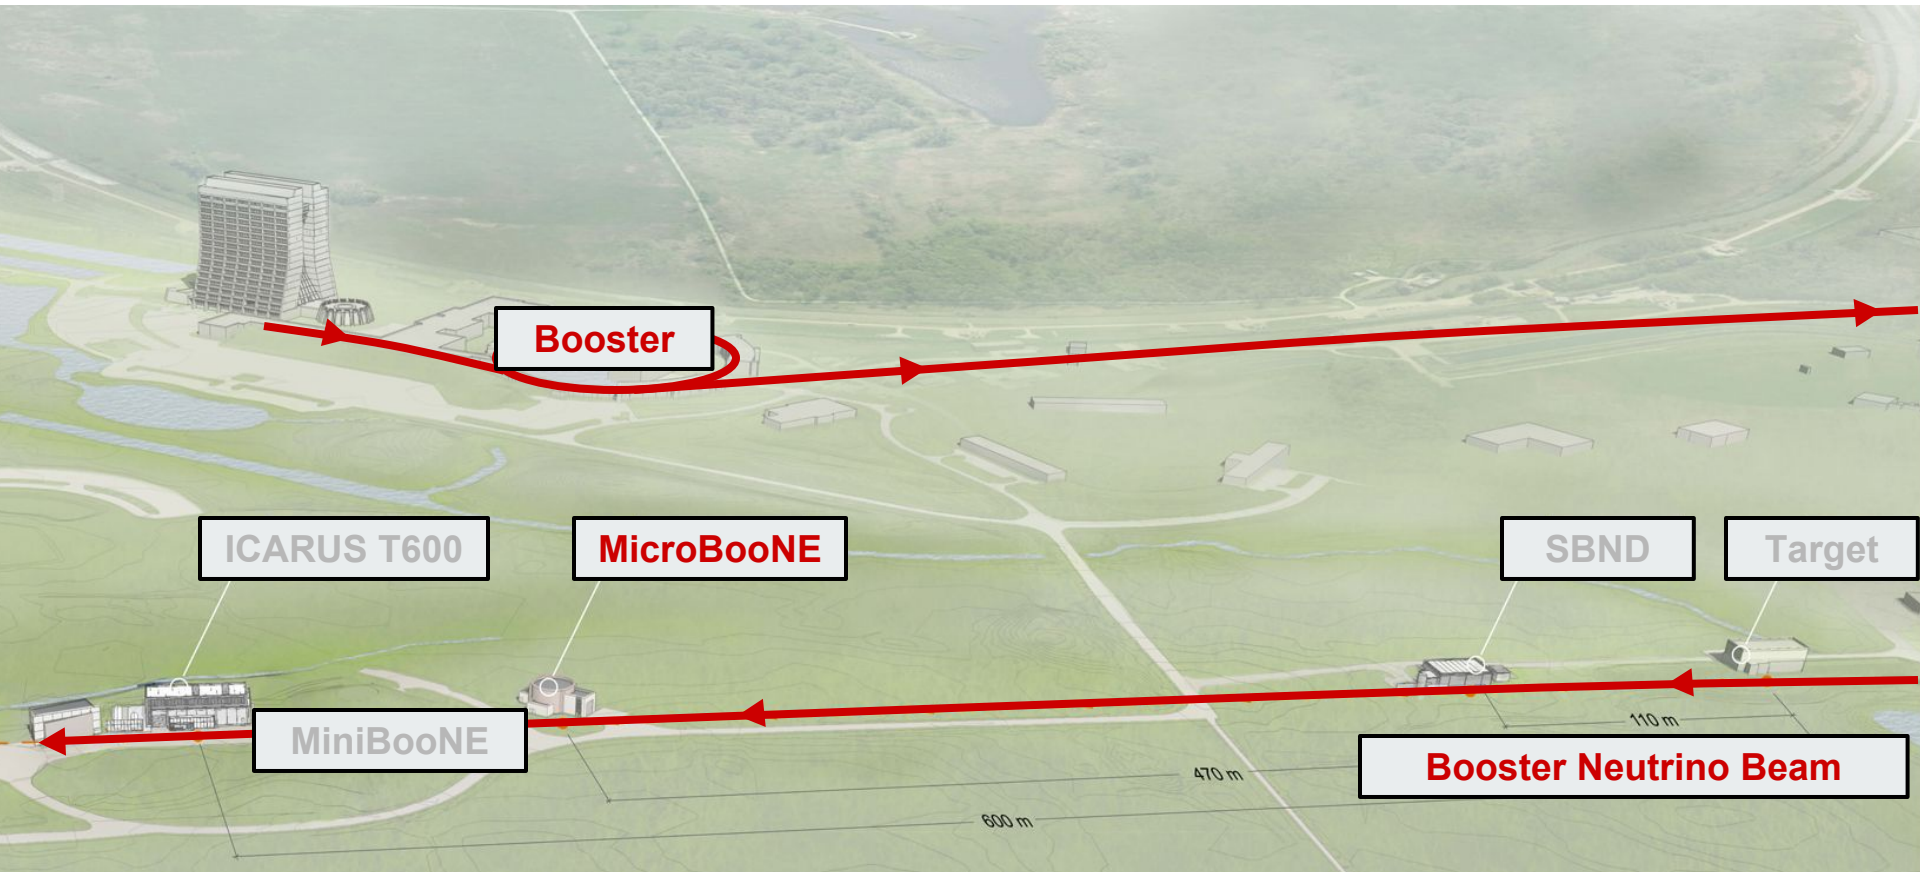 Booster
ICARUS T600
MicroBooNE
SBND
Target
MiniBooNE
110 m
Booster Neutrino Beam
470 m
600 m